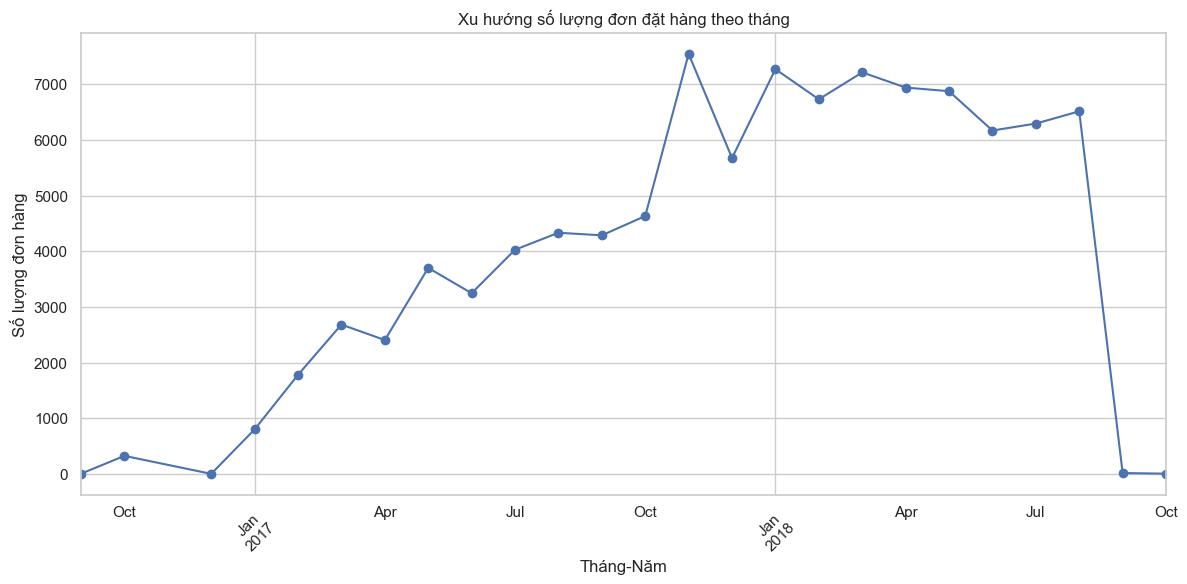 Xu hướng số lượng đơn đặt hàng theo tháng
Số lượng đơn hàng
7000
6000
5000
4000
3000
2000
1000
0
Oct
Jan
2017
Apr
Jul
Oct
Jan
2018
Apr
Jul
Oct
Tháng-Năm